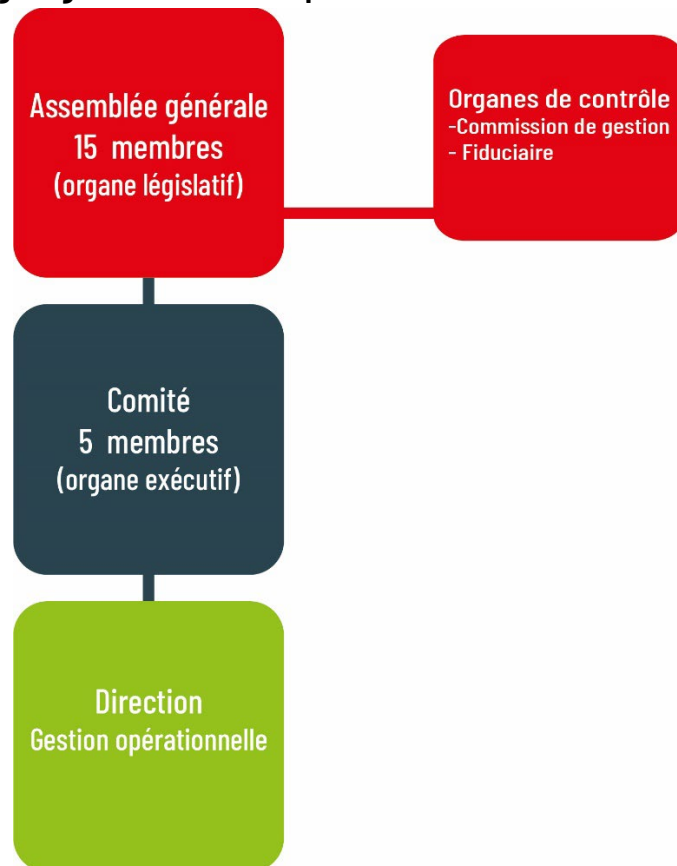 Assemblée générale
15 membres
(organe législatif)
Organes de contrôle
-Commission de gestion
- Fiduciaire
Comité
5 membres
(organe exécutif)
Direction
Gestion opérationnelle